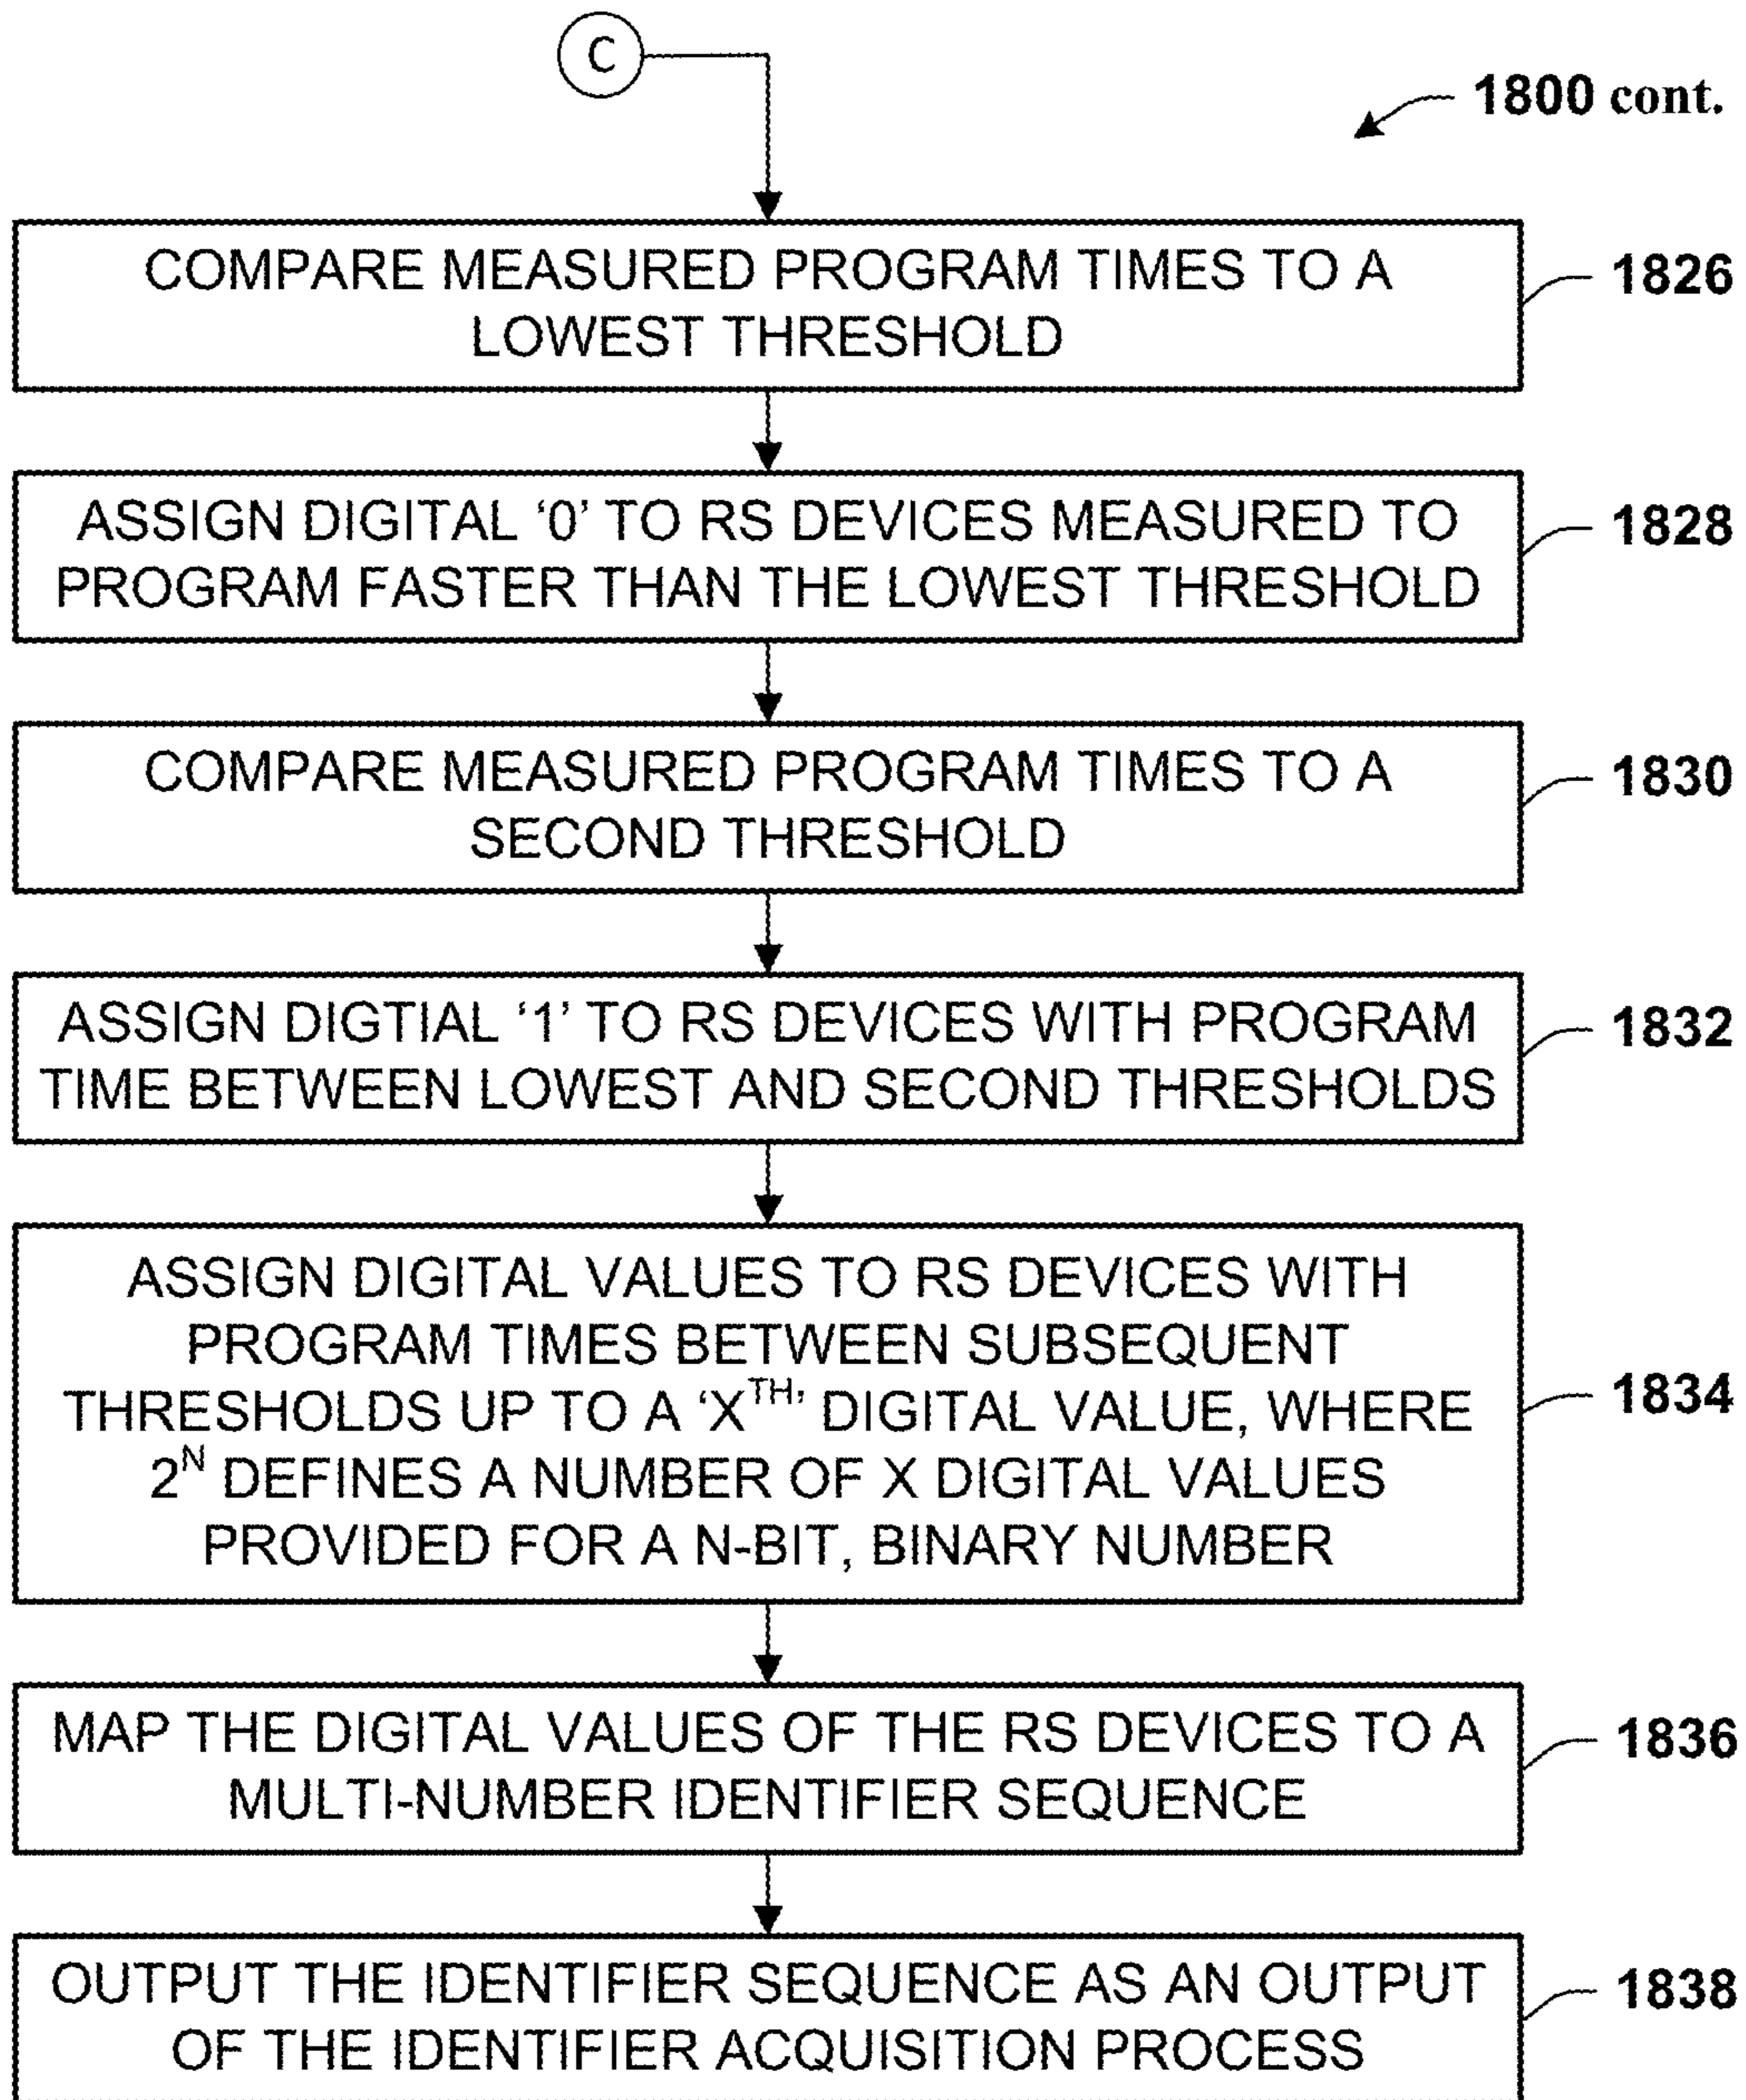 C
1800 cont.
COMPARE MEASURED PROGRAM TIMES TO A
LOWEST THRESHOLD
1826
ASSIGN DIGITAL ‘0’ TO RS DEVICES MEASURED TO
PROGRAM FASTER THAN THE LOWEST THRESHOLD
1828
COMPARE MEASURED PROGRAM TIMES TO A
SECOND THRESHOLD
1830
ASSIGN DIGTIAL ‘1’ TO RS DEVICES WITH PROGRAM
TIME BETWEEN LOWEST AND SECOND THRESHOLDS
1832
ASSIGN DIGITAL VALUES TO RS DEVICES WITH
PROGRAM TIMES BETWEEN SUBSEQUENT
THRESHOLDS UP TO A ‘X^TH’ DIGITAL VALUE, WHERE
2^N DEFINES A NUMBER OF X DIGITAL VALUES
PROVIDED FOR A N-BIT, BINARY NUMBER
1834
MAP THE DIGITAL VALUES OF THE RS DEVICES TO A
MULTI-NUMBER IDENTIFIER SEQUENCE
1836
OUTPUT THE IDENTIFIER SEQUENCE AS AN OUTPUT
OF THE IDENTIFIER ACQUISITION PROCESS
1838